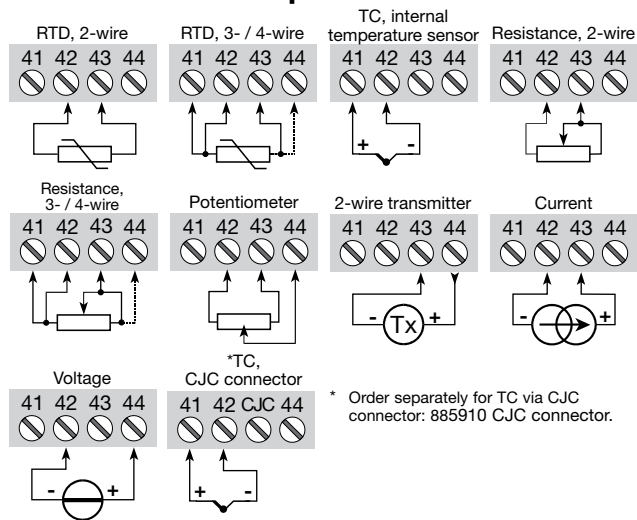 RTD, 2-wire
41 42 43 44
RTD, 3- / 4-wire
41 42 43 44
TC, internal
temperature sensor
41 42 43 44
+ -
Resistance, 2-wire
41 42 43 44
Resistance,
3- / 4-wire
41 42 43 44
Potentiometer
41 42 43 44
2-wire transmitter
41 42 43 44
- Tx +
Current
41 42 43 44
- +
Voltage
41 42 43 44
- +
*TC,
CJC connector
41 42 CJC 44
+ -
* Order separately for TC via CJC
connector: 885910 CJC connector.